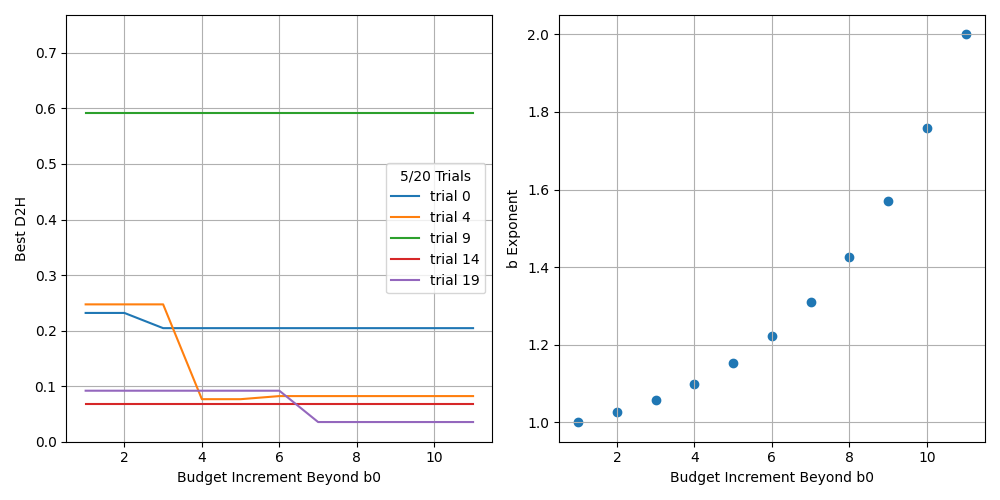 0.7
0.6
0.5
0.4
0.3
0.2
0.1
0.0
Best D2H
2 4 6 8 10
Budget Increment Beyond b0
5/20 Trials
trial 0
trial 4
trial 9
trial 14
trial 19
2.0
1.8
1.6
1.4
1.2
1.0
b Exponent
2 4 6 8 10
Budget Increment Beyond b0